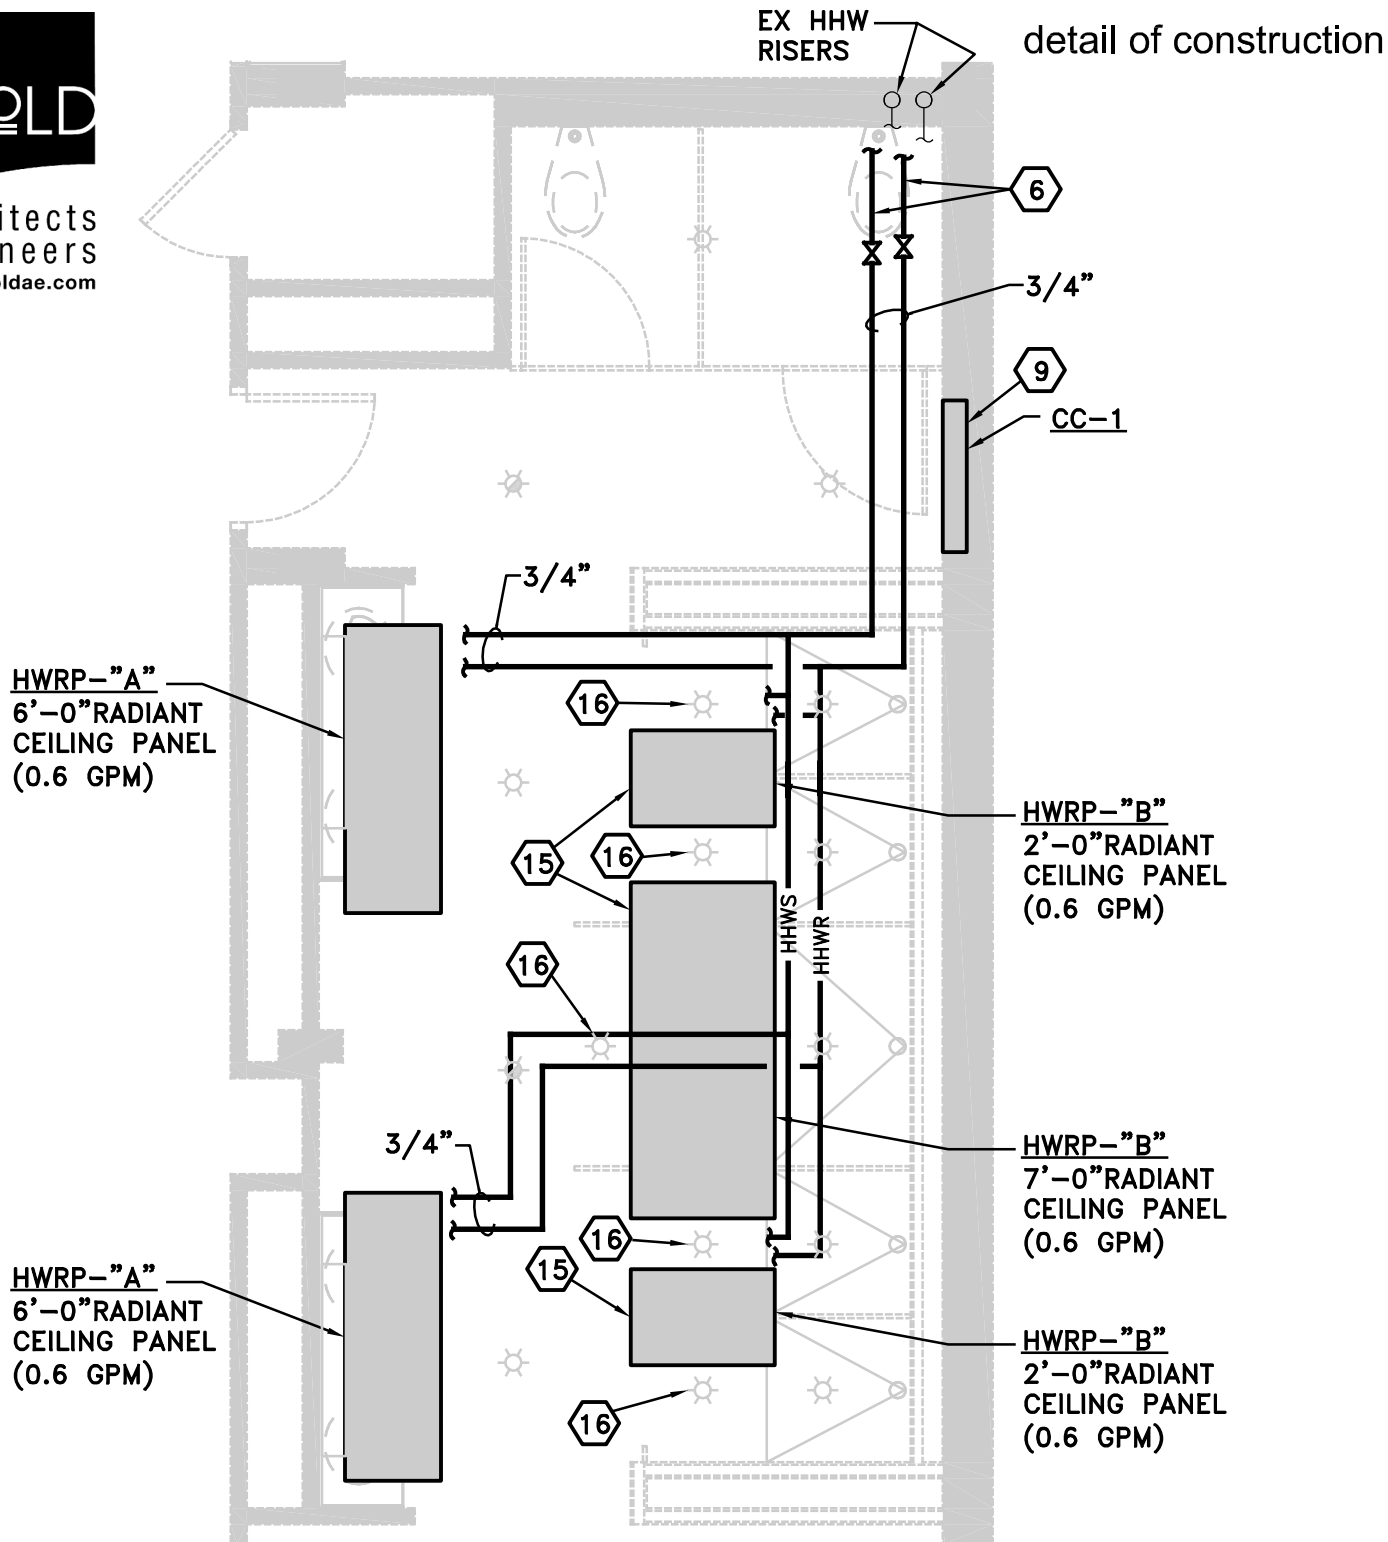 EX HHW
RISERS
detail of construction
OLD
itects
neers
oldae.com
6
3/4”
9
CC-1
3/4”
HWRP-”A”
6’-0”RADIANT
CEILING PANEL
(0.6 GPM)
16
15
16
HWRP-”B”
2’-0”RADIANT
CEILING PANEL
(0.6 GPM)
HHWS
HHWR
16
3/4”
HWRP-”B”
7’-0”RADIANT
CEILING PANEL
(0.6 GPM)
16
15
HWRP-”A”
6’-0”RADIANT
CEILING PANEL
(0.6 GPM)
HWRP-”B”
2’-0”RADIANT
CEILING PANEL
(0.6 GPM)
16